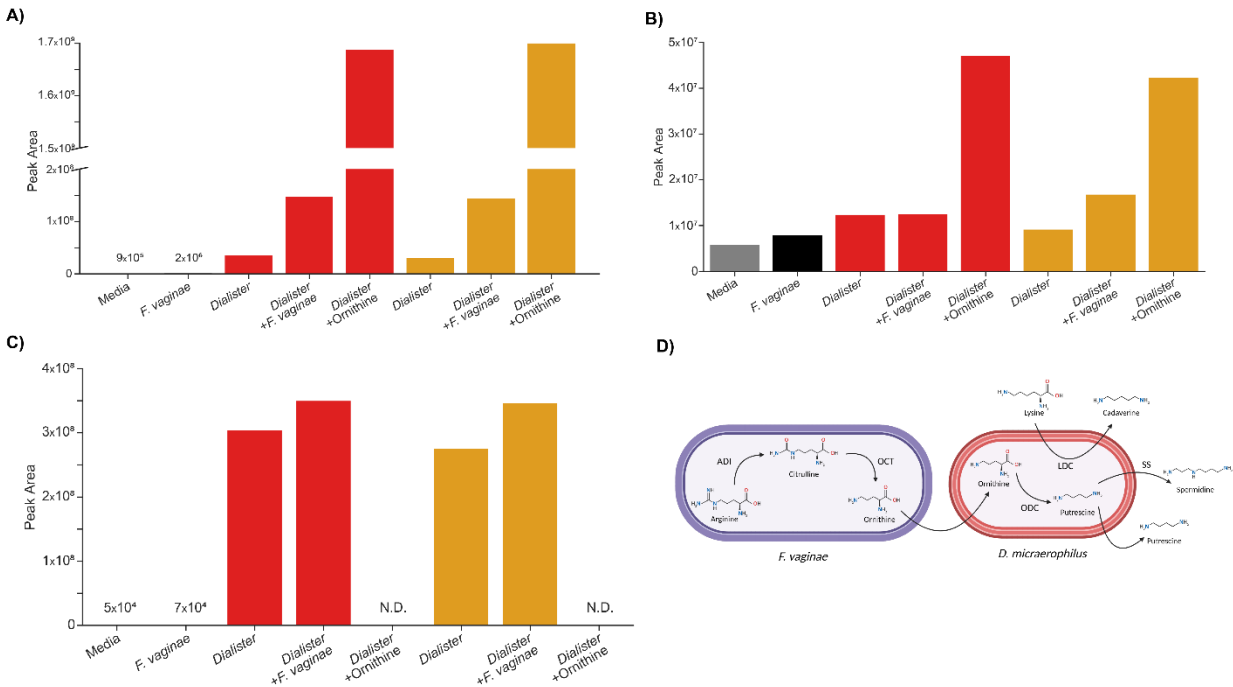 A)
Peak Area
1.7x10⁹
1.6x10⁹
2x10⁸
1x10⁸
0
9x10⁵
2x10⁶
Media
F. vaginae
Dialister
Dialister
+F. vaginae
Dialister
+Ornithine
Dialister
Dialister
+F. vaginae
Dialister
+Ornithine
B)
Peak Area
5x10⁷
4x10⁷
3x10⁷
2x10⁷
1x10⁷
0
Media
F. vaginae
Dialister
Dialister
+F. vaginae
Dialister
+Ornithine
Dialister
Dialister
+F. vaginae
Dialister
+Ornithine
C)
Peak Area
4x10⁸
3x10⁸
2x10⁸
1x10⁸
0
5x10⁴
7x10⁴
N.D.
N.D.
Media
F. vaginae
Dialister
Dialister
+F. vaginae
Dialister
+Ornithine
Dialister
Dialister
+F. vaginae
Dialister
+Ornithine
D)
ADI
Citrulline
OCT
Arginine
Ornithine
F. vaginae
Lysine
Cadaverine
LDC
Ornithine
SS
Spermidine
ODC
Putrescine
Putrescine
D. micraerophilus